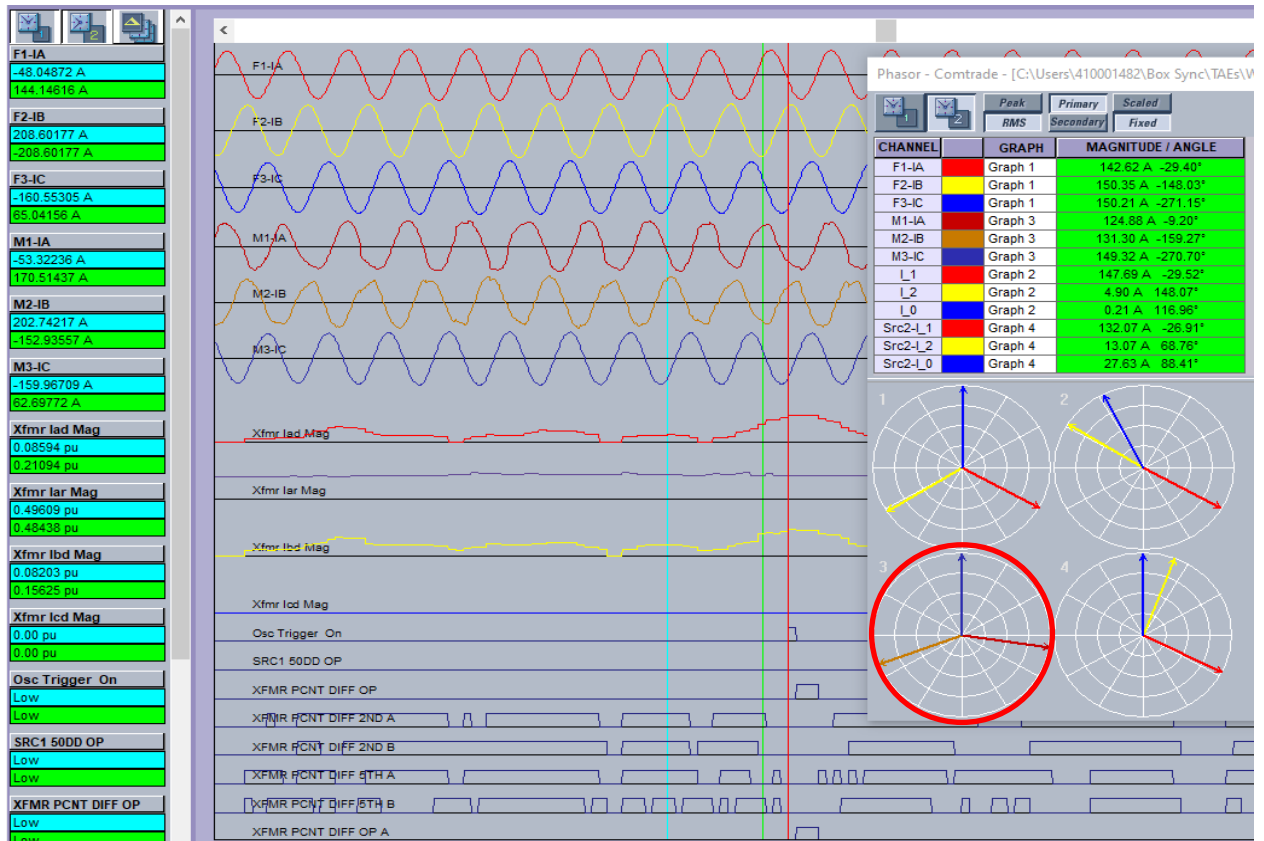 1
2
F1-IA
-48.04872 A
144.14616 A
F2-IB
208.60177 A
-208.60177 A
F3-IC
-160.55305 A
65.04156 A
M1-IA
-53.32236 A
170.51437 A
M2-IB
202.74217 A
-152.93557 A
M3-IC
-159.96709 A
62.69772 A
Xfmr Iad Mag
0.08594 pu
0.21094 pu
Xfmr Iar Mag
0.49609 pu
0.48438 pu
Xfmr Ibd Mag
0.08203 pu
0.15625 pu
Xfmr Icd Mag
0.00 pu
0.00 pu
Osc Trigger On
Low
Low
SRC1 50DD OP
Low
Low
XFMR PCNT DIFF OP
Low
Low
F1-IA
F2-IB
F3-IC
M1-IA
M2-IB
M3-IC
Xfmr Iad Mag
Xfmr Iar Mag
Xfmr Ibd Mag
Xfmr Icd Mag
Osc Trigger On
SRC1 50DD OP
XFMR PCNT DIFF OP
XFMR PCNT DIFF 2ND A
XFMR PCNT DIFF 2ND B
XFMR PCNT DIFF 5TH A
XFMR PCNT DIFF 5TH B
XFMR PCNT DIFF OP A
Phasor - Comtrade - [C:\Users\410001482\Box Sync\TAEs\W
1
2
Peak Primary Scaled
RMS Secondary Fixed
CHANNEL GRAPH MAGNITUDE / ANGLE
F1-IA Graph 1 142.62 A -29.40°
F2-IB Graph 1 150.35 A -148.03°
F3-IC Graph 1 150.21 A -271.15°
M1-IA Graph 3 124.88 A -9.20°
M2-IB Graph 3 131.30 A -159.27°
M3-IC Graph 3 149.32 A -270.70°
I_1 Graph 2 147.69 A -29.52°
I_2 Graph 2 4.90 A 148.07°
I_0 Graph 2 0.21 A 116.96°
Src2-I_1 Graph 4 132.07 A -26.91°
Src2-I_2 Graph 4 13.07 A 68.76°
Src2-I_0 Graph 4 27.63 A 88.41°
1
2
3
4